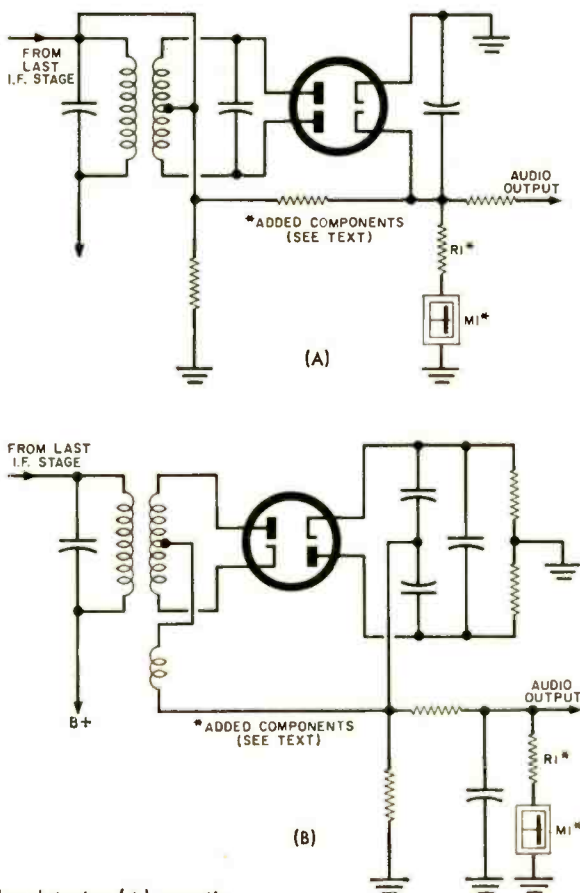 FROM
LAST
I.F. STAGE
AUDIO
OUTPUT
*ADDED COMPONENTS
(SEE TEXT)
R1*
M1*
(A)
FROM LAST
I.F. STAGE
B+
*ADDED COMPONENTS
(SEE TEXT)
AUDIO
OUTPUT
R1*
M1*
(B)